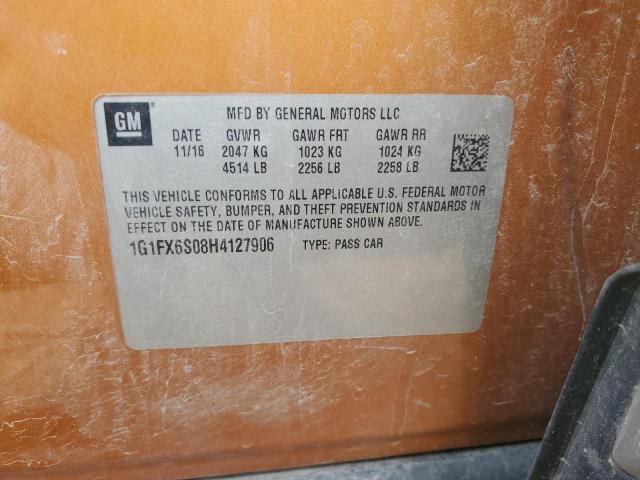 GM
MFD BY GENERAL MOTORS LLC
DATE GVWR GAWR FRT GAWR RR
11/16 2047 KG 1023 KG 1024 KG
4514 LB 2256 LB 2258 LB
THIS VEHICLE CONFORMS TO ALL APPLICABLE U.S. FEDERAL MOTOR
VEHICLE SAFETY, BUMPER, AND THEFT PREVENTION STANDARDS IN
EFFECT ON THE DATE OF MANUFACTURE SHOWN ABOVE.
1G1FX6S08H4127906 TYPE: PASS CAR